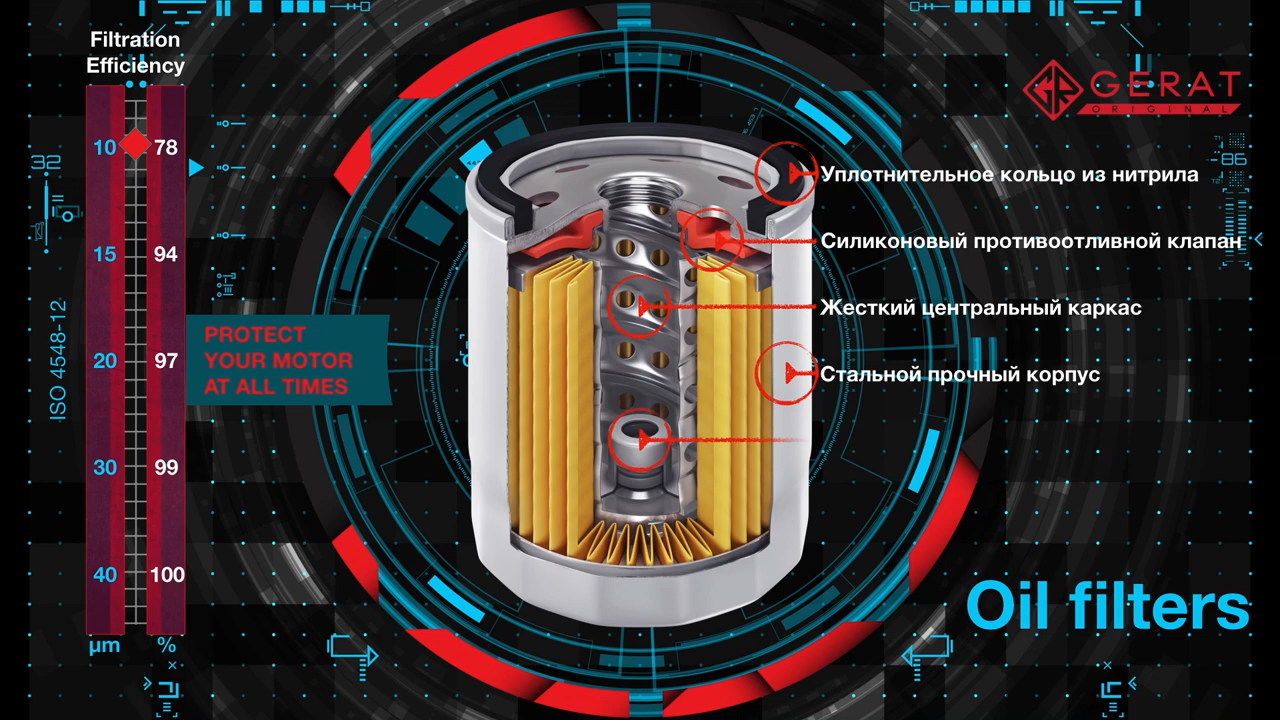 Filtration
Efficiency
GERAT
ORIGINAL
10 78
15 94
20 97
30 99
40 100
µm %
ISO 4548-12
PROTECT
YOUR MOTOR
AT ALL TIMES
32
-86
Уплотнительное кольцо из нитрила
Силиконовый противоотливной клапан
Жесткий центральный каркас
Стальной прочный корпус
Oil filters